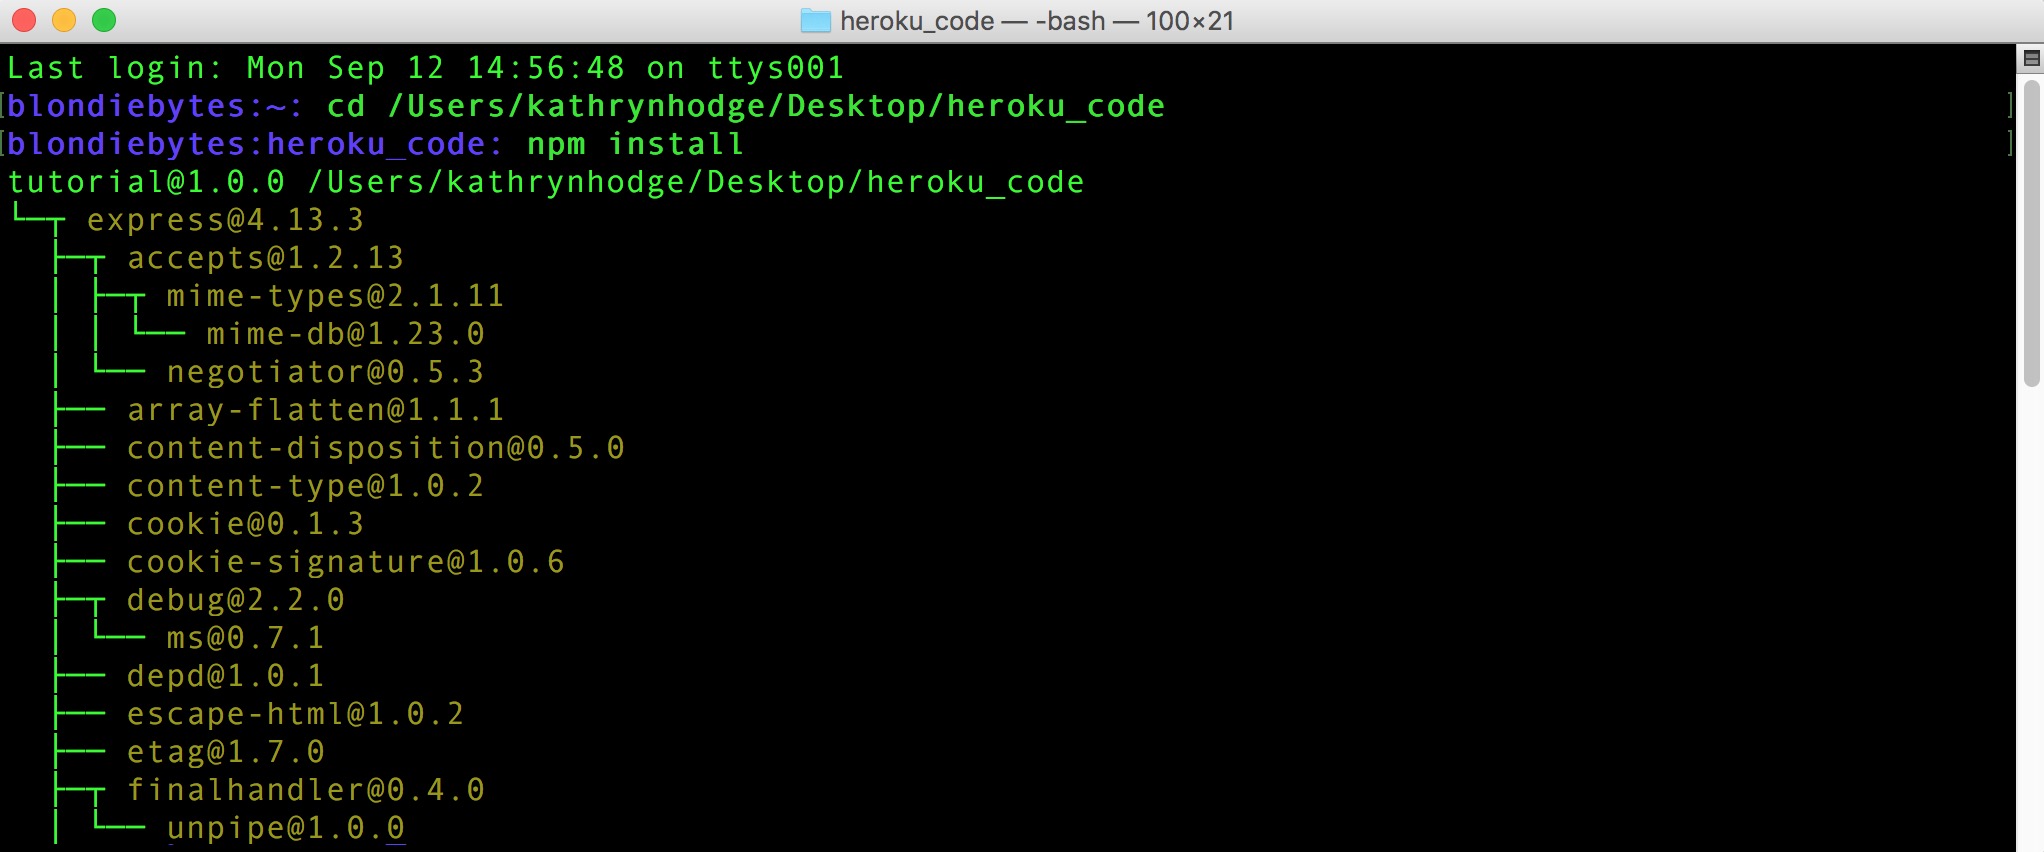 heroku_code — -bash — 100×21
Last login: Mon Sep 12 14:56:48 on ttys001
[blondiebytes:~: cd /Users/kathrynhodge/Desktop/heroku_code ]
[blondiebytes:heroku_code: npm install ]
tutorial@1.0.0 /Users/kathrynhodge/Desktop/heroku_code
└─┬ express@4.13.3
  ├─┬ accepts@1.2.13
  │ ├─┬ mime-types@2.1.11
  │ │ └── mime-db@1.23.0
  │ └── negotiator@0.5.3
  ├── array-flatten@1.1.1
  ├── content-disposition@0.5.0
  ├── content-type@1.0.2
  ├── cookie@0.1.3
  ├── cookie-signature@1.0.6
  ├─┬ debug@2.2.0
  │ └── ms@0.7.1
  ├── depd@1.0.1
  ├── escape-html@1.0.2
  ├── etag@1.7.0
  ├─┬ finalhandler@0.4.0
  │ └── unpipe@1.0.0